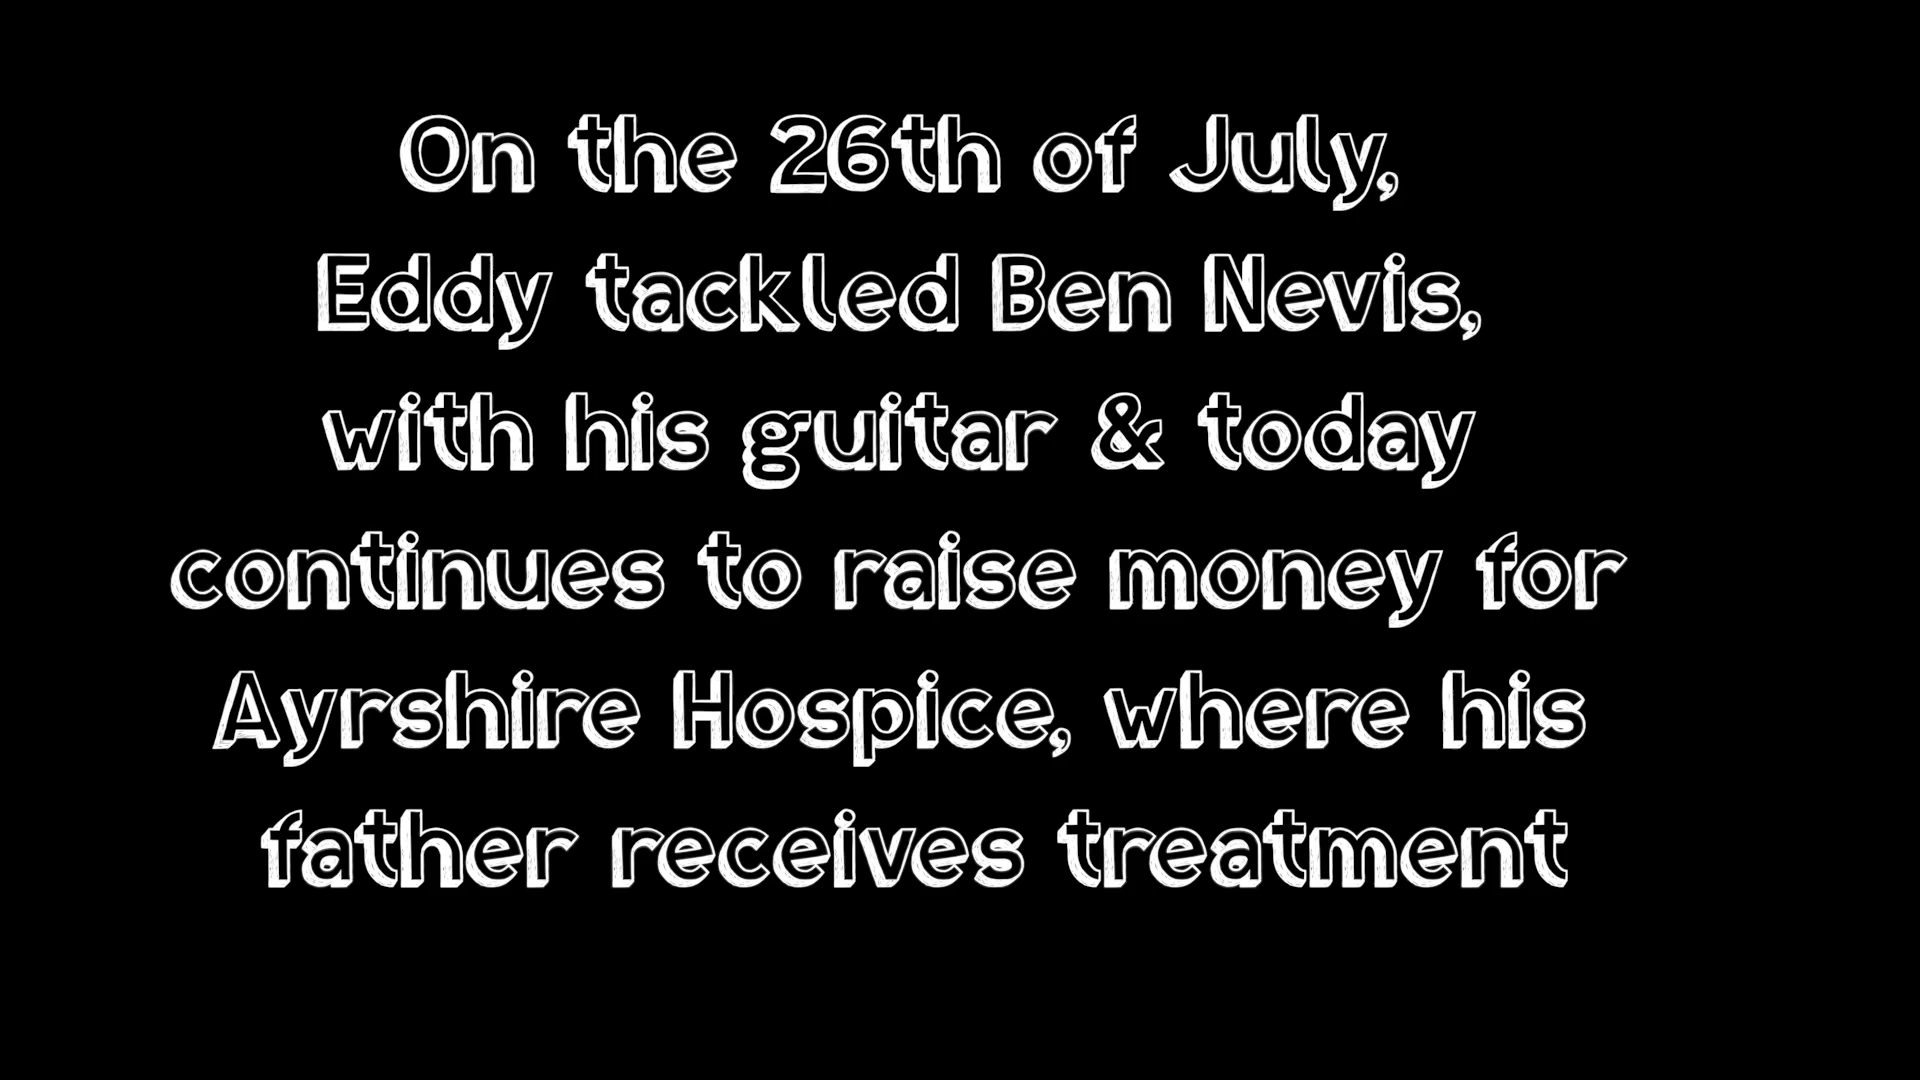 On the 26th of July,
Eddy tackled Ben Nevis,
with his guitar & today
continues to raise money for
Ayrshire Hospice, where his
father receives treatment